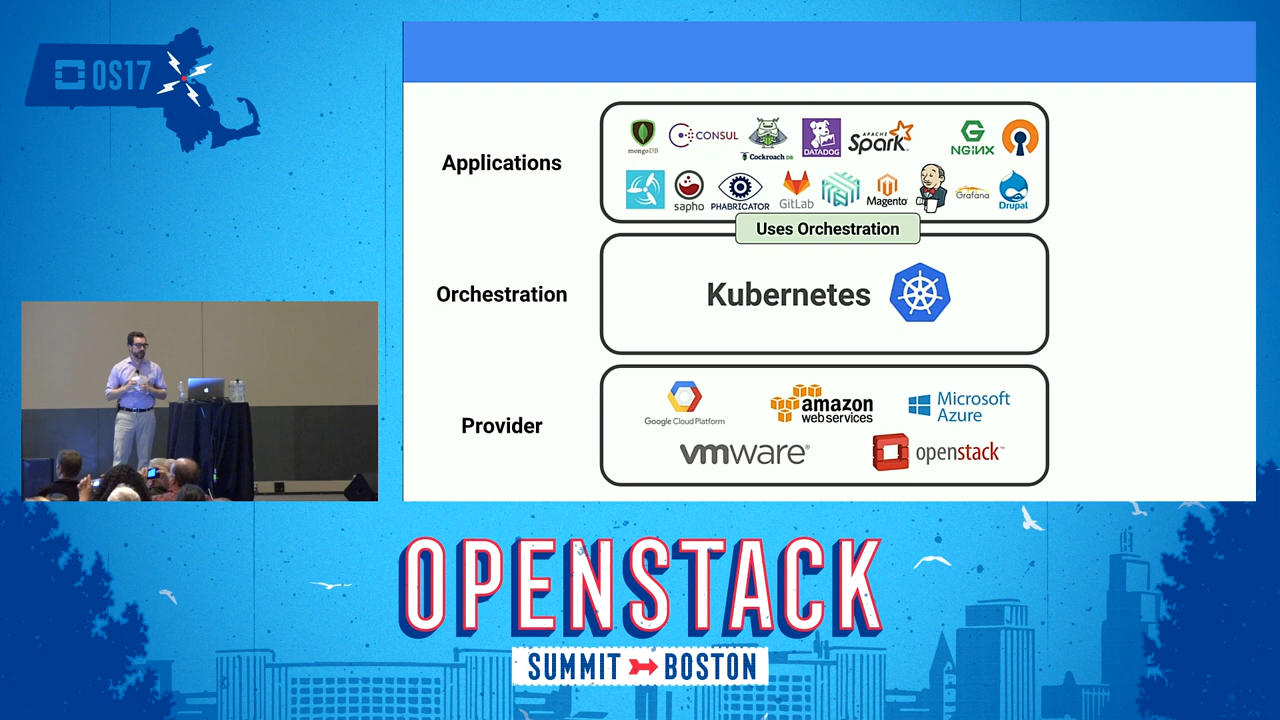 OS17
Applications
mongoDB
CONSUL
Cockroach DB
DATADOG
APACHE
Spark
NGINX
sapho
PHABRICATOR
GitLab
Magento
Grafana
Drupal
Uses Orchestration
Orchestration
Kubernetes
Provider
Google Cloud Platform
amazon
web services
Microsoft
Azure
vmware®
openstack™
OPENSTACK
SUMMIT BOSTON